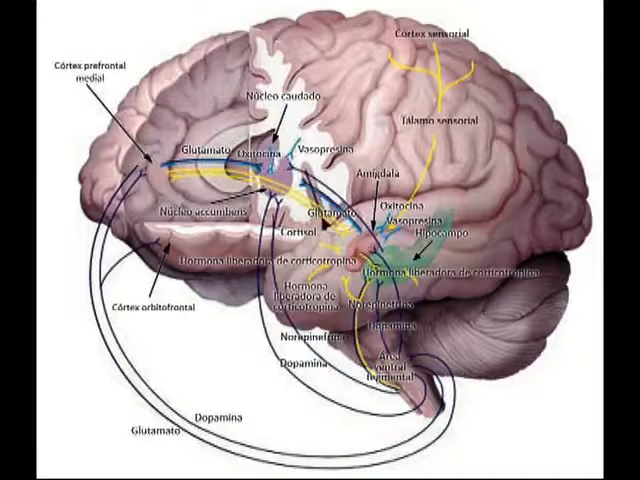 Córtex sensorial
Córtex prefrontal
medial
Núcleo caudado
Tálamo sensorial
Glutamato
Oxitocina
Vasopresina
Amígdala
Núcleo accumbens
Glutamato
Oxitocina
Vasopresina
Cortisol
Hipocampo
Hormona liberadora de corticotropina
Hormona liberadora de corticotropina
Hormona
liberadora de
corticotropina
Norepinefrina
Córtex orbitofrontal
Dopamina
Norepinefrina
Área
ventral
tegmental
Dopamina
Dopamina
Glutamato